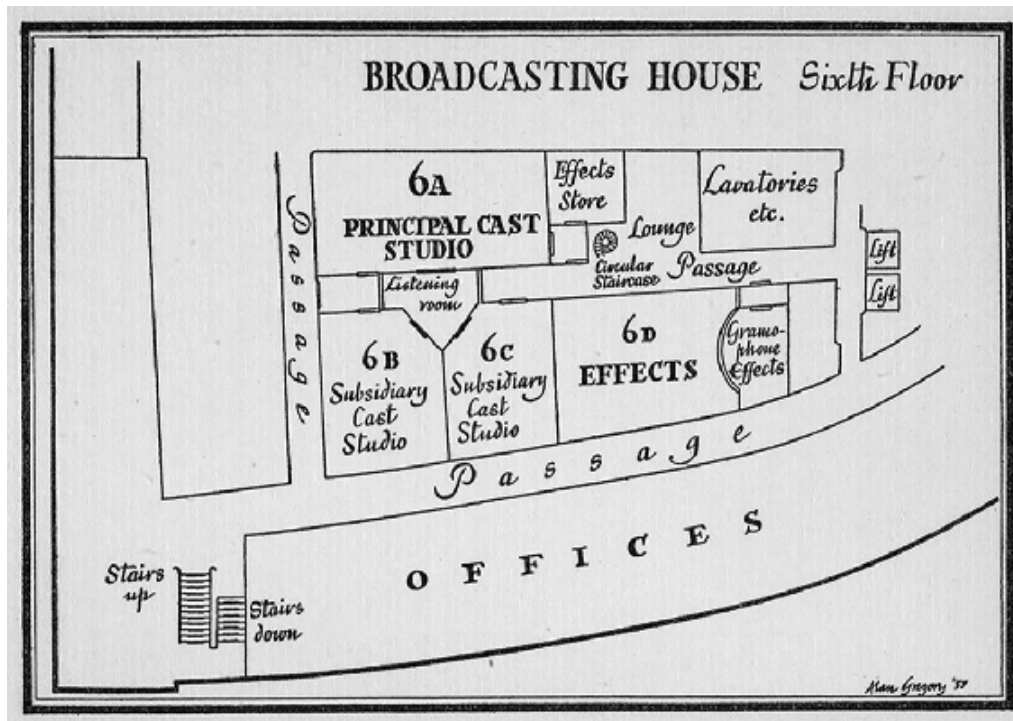 BROADCASTING HOUSE Sixth Floor
6A
PRINCIPAL CAST
STUDIO
Effects
Store
Lavatories
etc.
Lounge
Circular
Staircase
Passage
Lift
Lift
Passage
Listening
room
6B
Subsidiary
Cast
Studio
6C
Subsidiary
Cast
Studio
6D
EFFECTS
Gramo-
phone
Effects
Passage
OFFICES
Stairs
up
Stairs
down
Alan Gregory